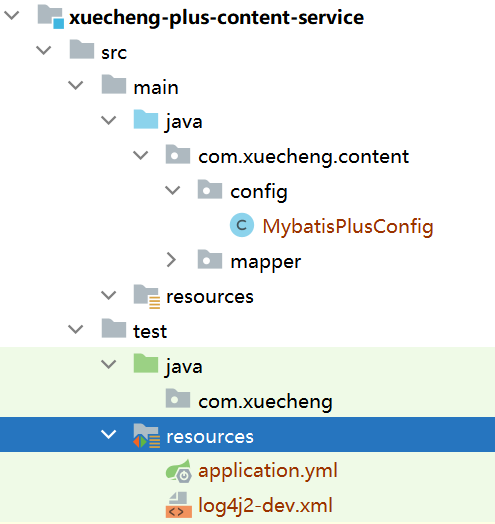 xuecheng-plus-content-service
src
main
java
com.xuecheng.content
config
MybatisPlusConfig
mapper
resources
test
java
com.xuecheng
resources
application.yml
log4j2-dev.xml